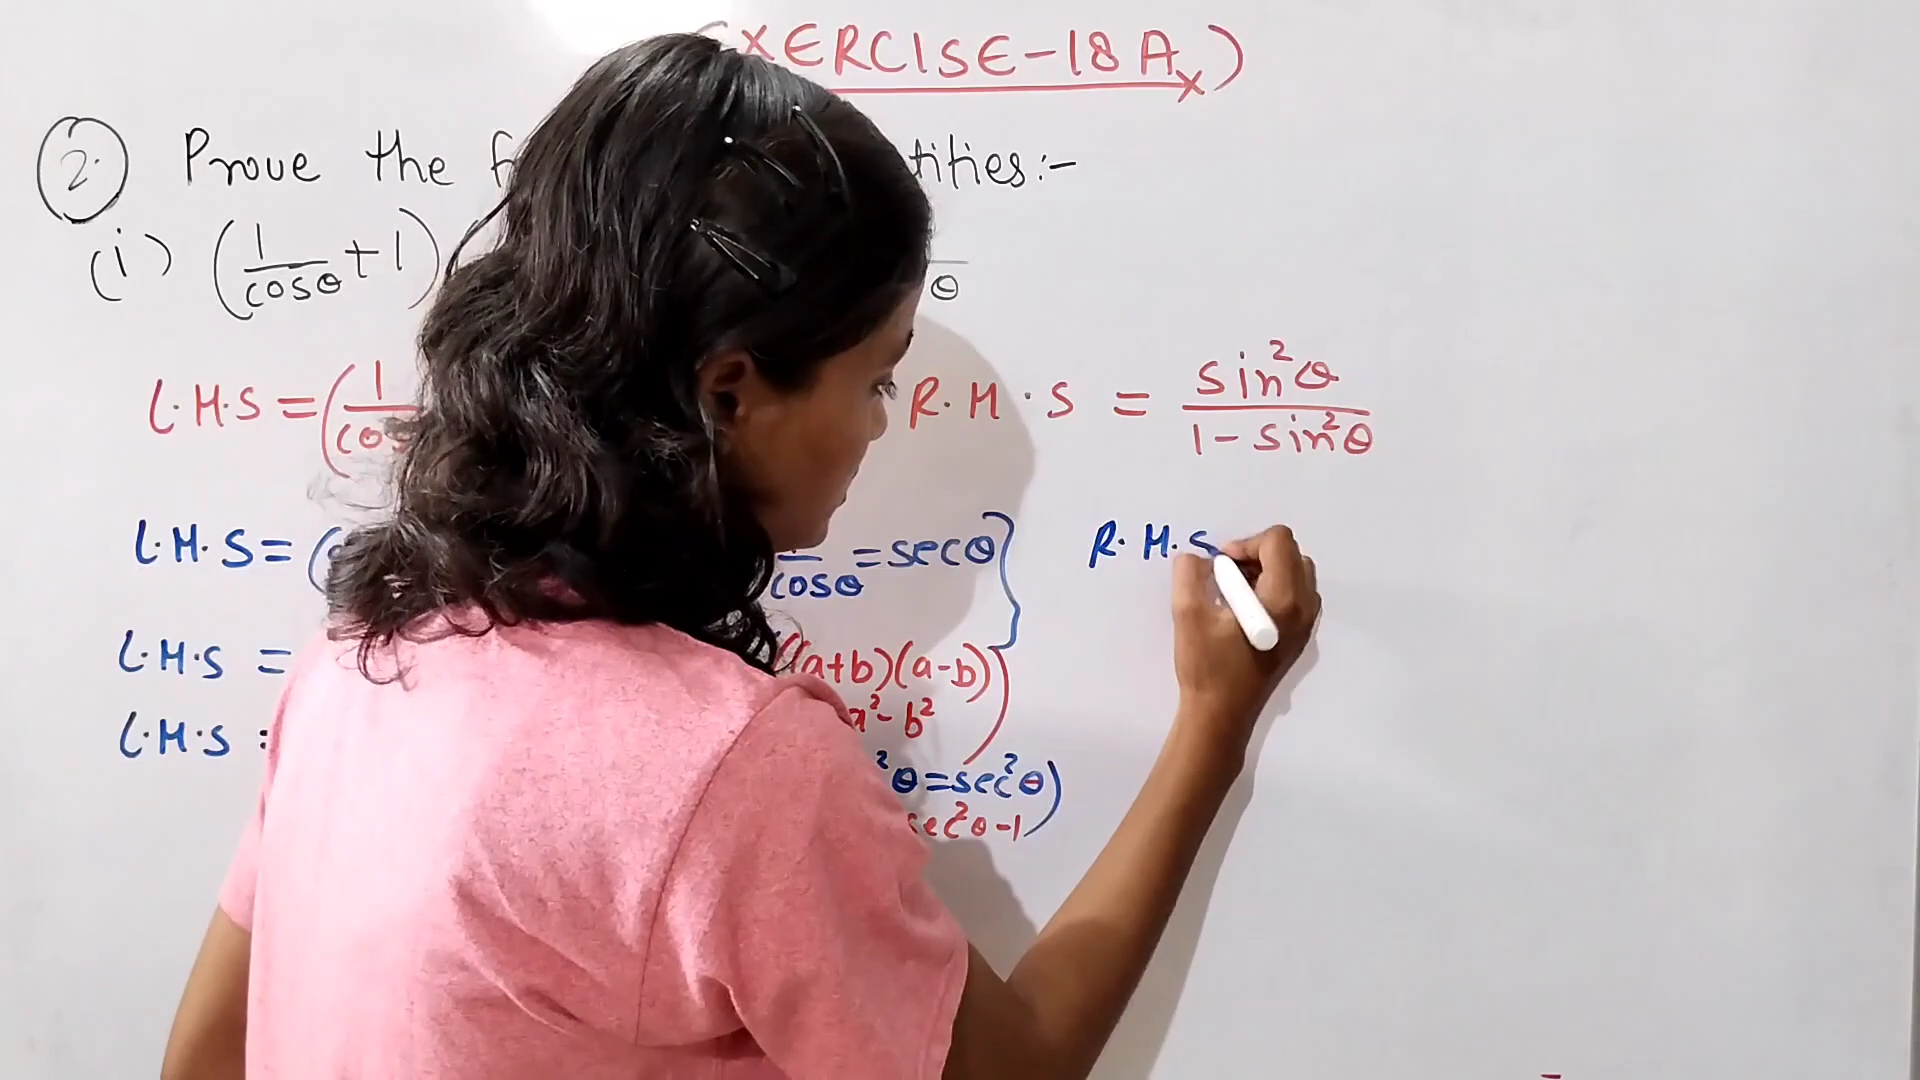 XERCISE-18A)
2. Prove the tities:-
(i) (1/cosθ+1) θ
L.H.S=(1/cos R.H.S = sin²θ/1-sin²θ
L.H.S=( cosθ=secθ} R.H.S
L.H.S = ((a+b)(a-b)
L.H.S = a²-b²)
²θ=sec²θ)
sec²θ-1)